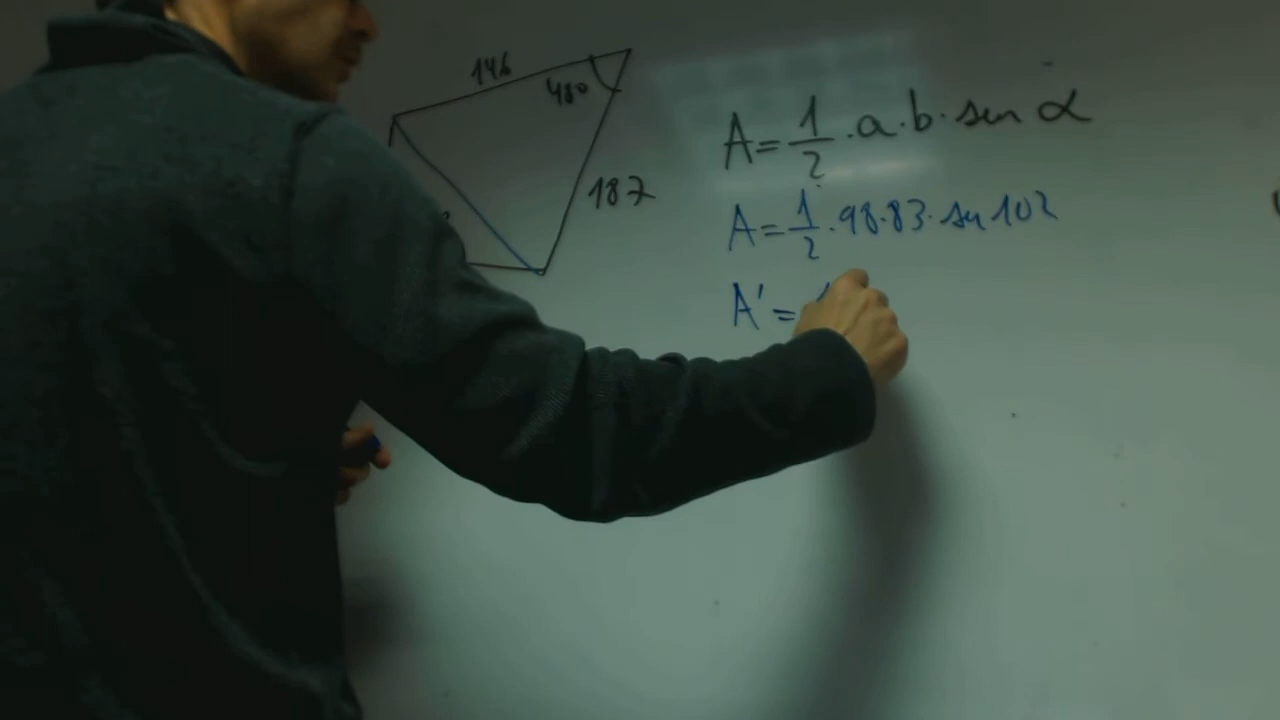 146
48°
187
A = 1/2 . a . b . sen α
A = 1/2 . 98 . 83 . sen 102
A' =